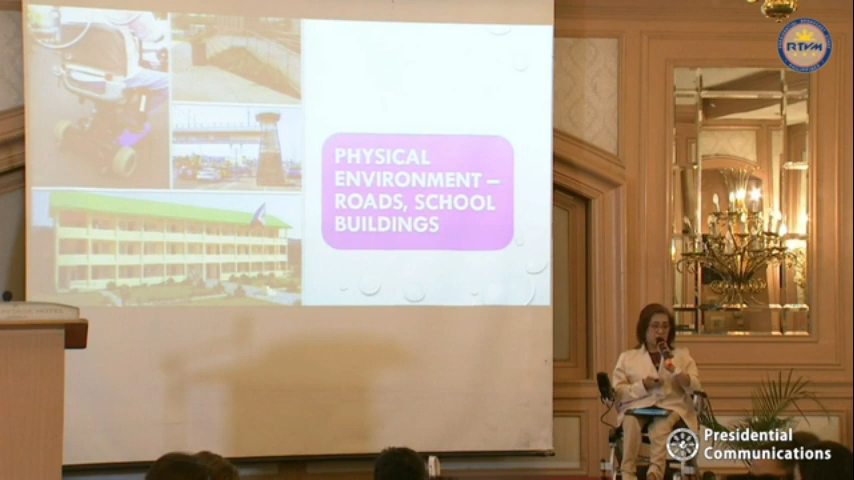 PHYSICAL
ENVIRONMENT –
ROADS, SCHOOL
BUILDINGS
RTVM
Presidential
Communications